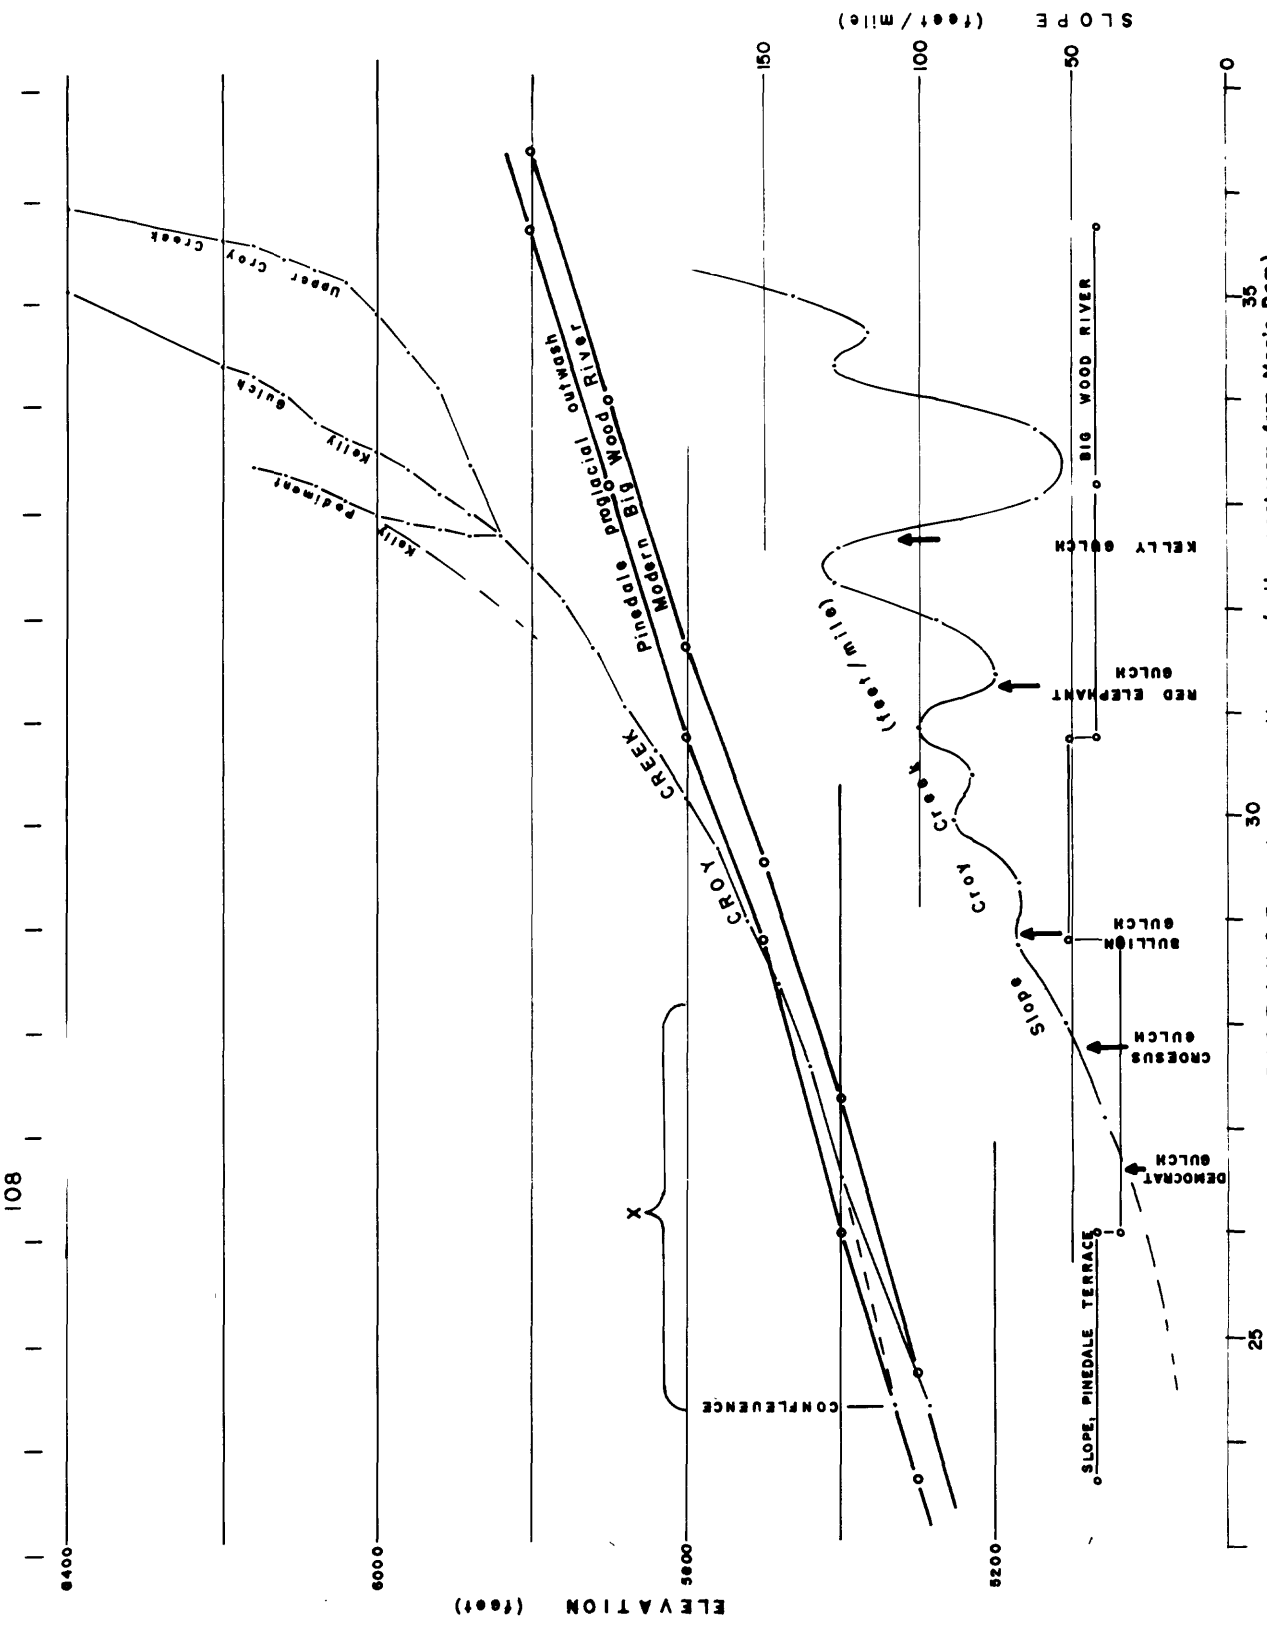 108
ELEVATION (feet)
6400
6000
5600
5200
SLOPE (feet/mile)
150
100
50
0
Upper Croy Creek
Kelly Gulch
Kelly Pediment
Pinedale proglacial outwash
Modern Big Wood River
CROY CREEK
X
CONFLEUENCE
Slope Croy Creek (feet/mile)
BIG WOOD RIVER
KELLY GULCH
RED ELEPHANT
GULCH
BULLION
GULCH
CROESUS
GULCH
DEMOCRAT
GULCH
SLOPE, PINEDALE TERRACE
25
30
35